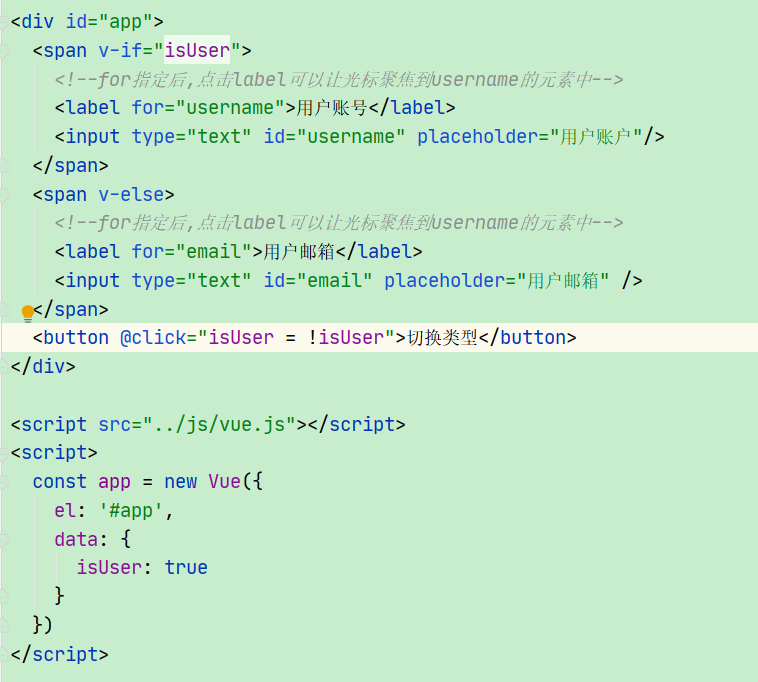 <div id="app">
  <span v-if="isUser">
    <!--for指定后,点击label可以让光标聚焦到username的元素中-->
    <label for="username">用户账号</label>
    <input type="text" id="username" placeholder="用户账户"/>
  </span>
  <span v-else>
    <!--for指定后,点击label可以让光标聚焦到username的元素中-->
    <label for="email">用户邮箱</label>
    <input type="text" id="email" placeholder="用户邮箱" />
  </span>
  <button @click="isUser = !isUser">切换类型</button>
</div>

<script src="../js/vue.js"></script>
<script>
  const app = new Vue({
    el: '#app',
    data: {
      isUser: true
    }
  })
</script>